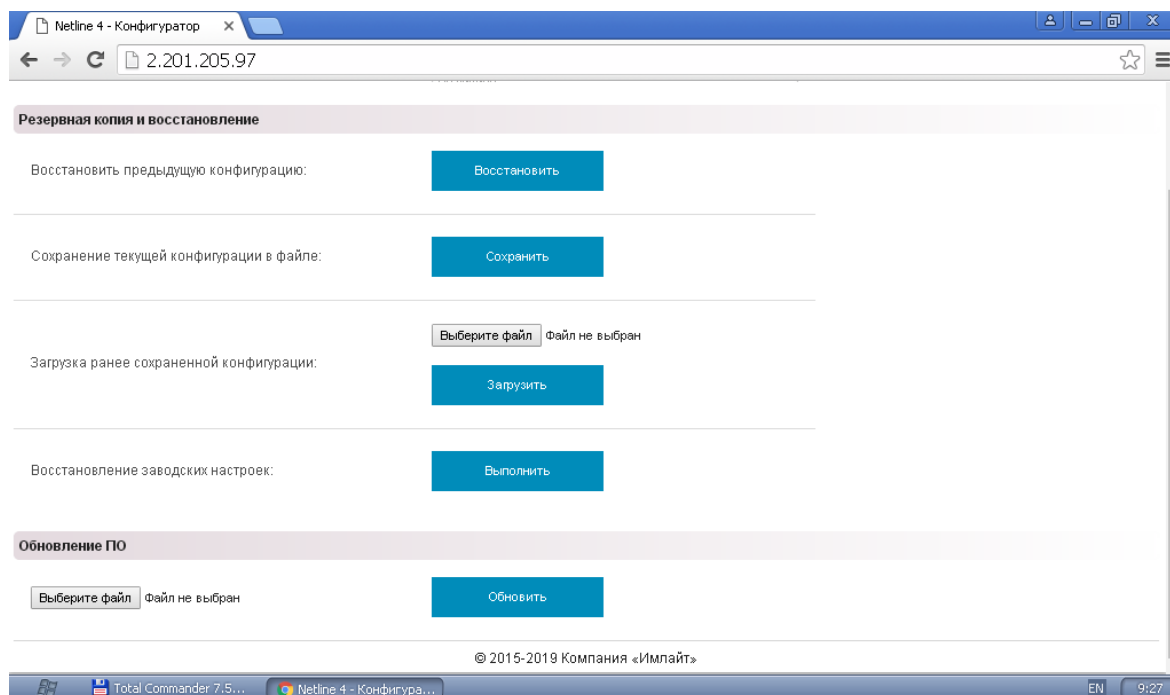 Netline 4 - Конфигуратор
2.201.205.97
Резервная копия и восстановление
Восстановить предыдущую конфигурацию: Восстановить
Сохранение текущей конфигурации в файле: Сохранить
Выберите файл Файл не выбран
Загрузка ранее сохраненной конфигурации:
Загрузить
Восстановление заводских настроек: Выполнить
Обновление ПО
Выберите файл Файл не выбран Обновить
© 2015-2019 Компания «Имлайт»
Total Commander 7.5... Netline 4 - Конфигура... EN 9:27